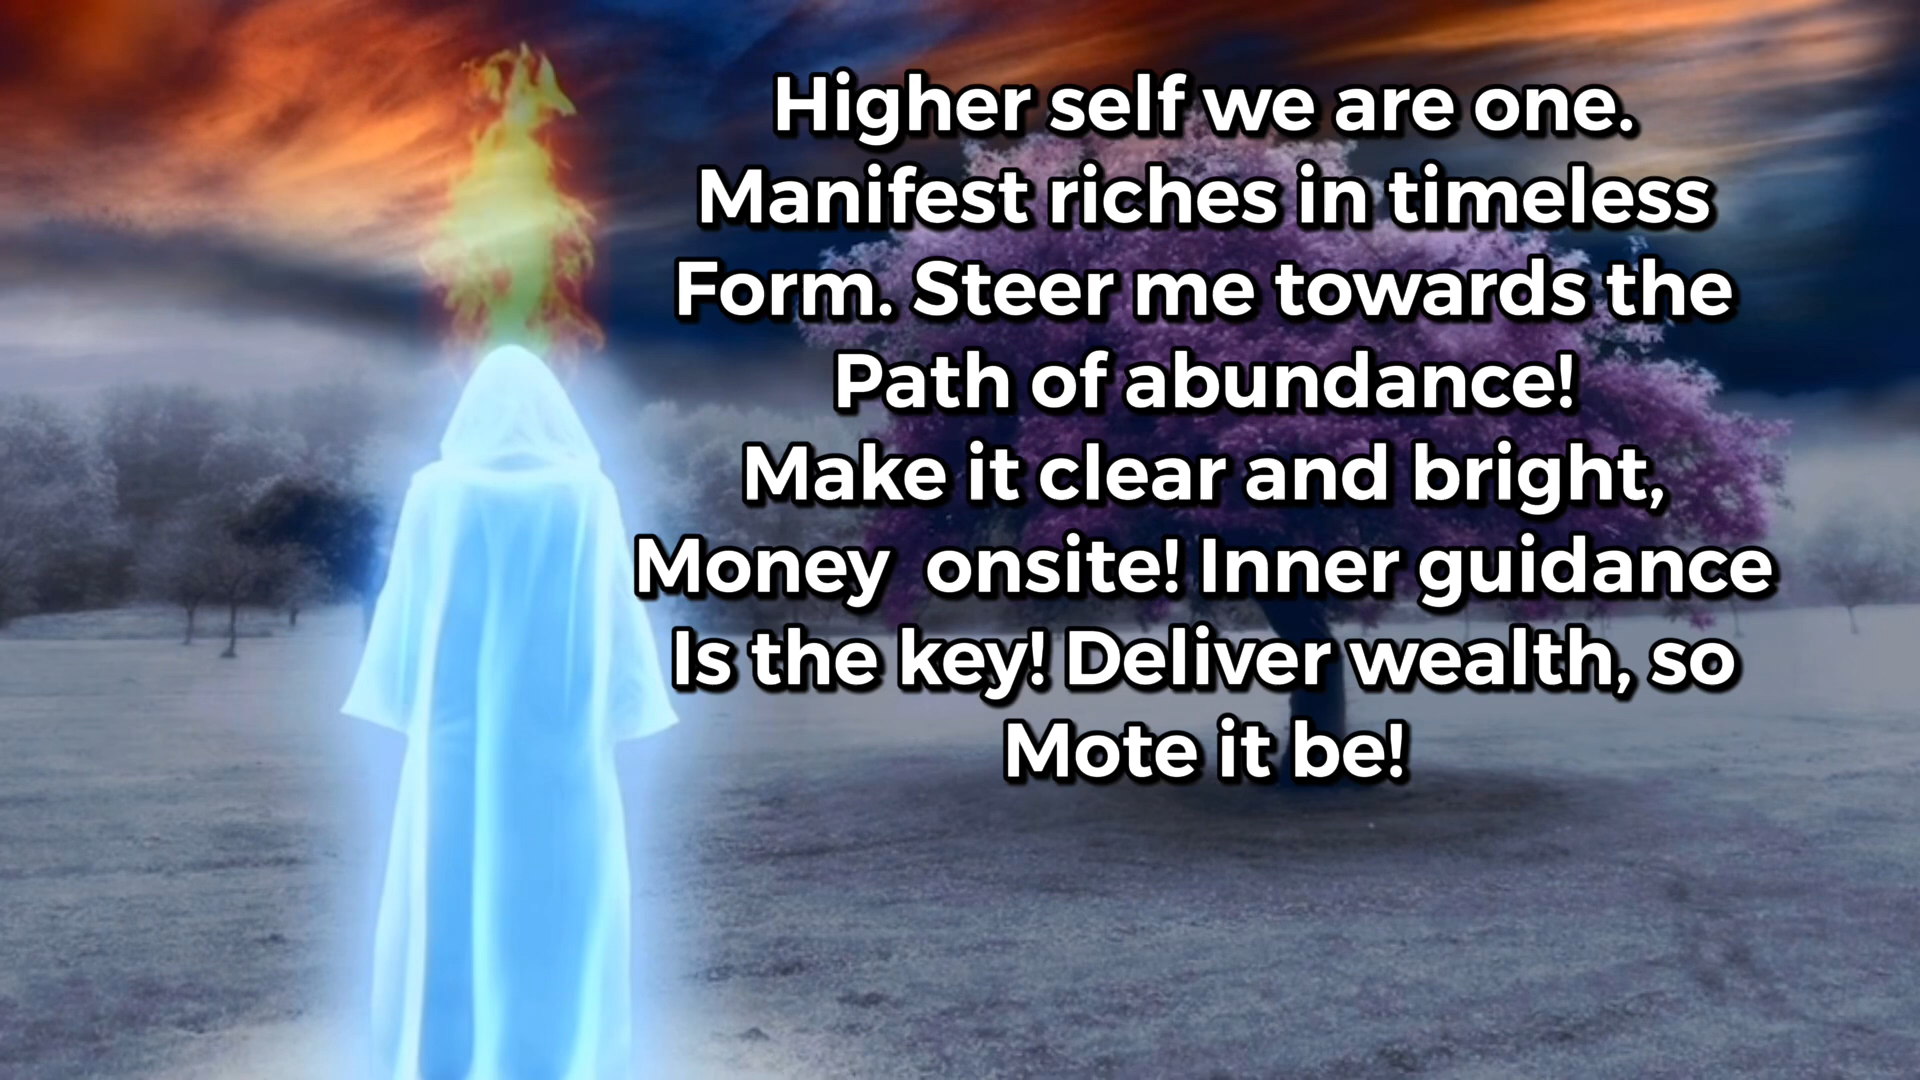 Higher self we are one.
Manifest riches in timeless
Form. Steer me towards the
Path of abundance!
Make it clear and bright,
Money  onsite! Inner guidance
Is the key! Deliver wealth, so
Mote it be!